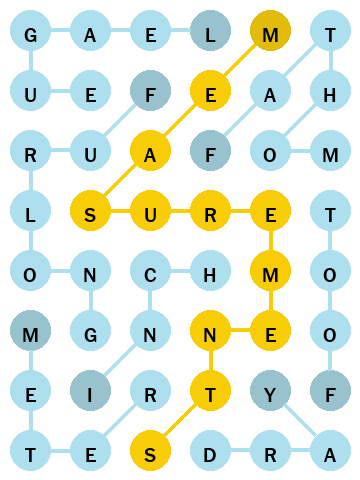 G A E L M T
U E F E A H
R U A F O M
L S U R E T
O N C H M O
M G N N E O
E I R T Y F
T E S D R A